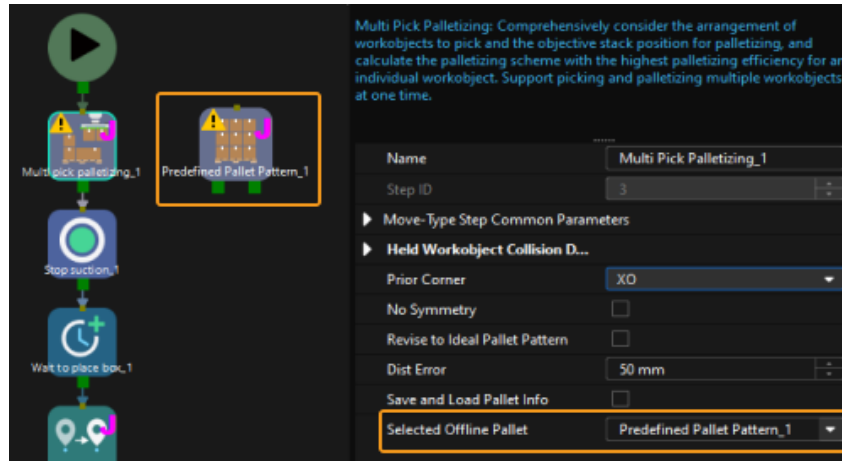 Multi Pick Palletizing: Comprehensively consider the arrangement of
workobjects to pick and the objective stack position for palletizing, and
calculate the palletizing scheme with the highest palletizing efficiency for an
individual workobject. Support picking and palletizing multiple workobjects
at one time.
Multi pick palletizing_1
Predefined Pallet Pattern_1
Stop suction_1
Wait to place box_1
Name Multi Pick Palletizing_1
Step ID 3
Move-Type Step Common Parameters
Held Workobject Collision D...
Prior Corner XO
No Symmetry
Revise to Ideal Pallet Pattern
Dist Error 50 mm
Save and Load Pallet Info
Selected Offline Pallet Predefined Pallet Pattern_1